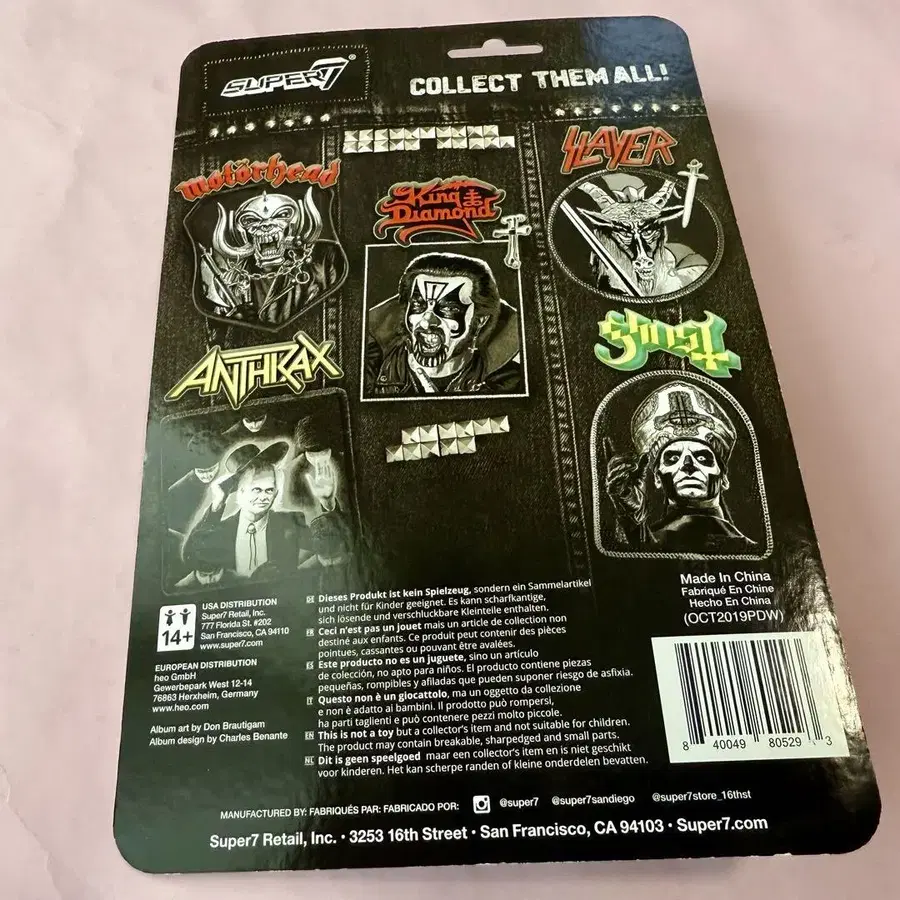 SUPER7®
COLLECT THEM ALL!
Motörhead
King Diamond
SLAYER
ANTHRAX
Ghost
14+
USA DISTRIBUTION
Super7 Retail, Inc.
777 Florida St. #202
San Francisco, CA 94110
www.super7.com
EUROPEAN DISTRIBUTION
heo GmbH
Gewerbepark West 12-14
76863 Herxheim, Germany
www.heo.com
Album art by Don Brautigam
Album design by Charles Benante
DE Dieses Produkt ist kein Spielzeug, sondern ein Sammelartikel
und nicht für Kinder geeignet. Es kann scharfkantige,
sich lösende und verschluckbare Kleinteile enthalten.
FR Ceci n'est pas un jouet mais un article de collection non
destiné aux enfants. Ce produit peut contenir des pièces
pointues, cassantes ou pouvant être avalées.
ES Este producto no es un juguete, sino un artículo
de colección, no apto para niños. El producto contiene piezas
pequeñas, rompibles y afiladas que pueden suponer riesgo de asfixia.
IT Questo non è un giocattolo, ma un oggetto da collezione
e non è adatto ai bambini. Il prodotto può rompersi,
ha parti taglienti e può contenere pezzi molto piccole.
EN This is not a toy but a collector's item and not suitable for children.
The product may contain breakable, sharpedged and small parts.
NL Dit is geen speelgoed maar een collector's item en is niet geschikt
voor kinderen. Het kan scherpe randen of kleine onderdelen bevatten.
Made In China
Fabriqué En Chine
Hecho En China
(OCT2019PDW)
8 40049 80529 3
MANUFACTURED BY: FABRIQUÉS PAR: FABRICADO POR:
@super7 @super7sandiego @super7store_16thst
Super7 Retail, Inc. • 3253 16th Street • San Francisco, CA 94103 • Super7.com